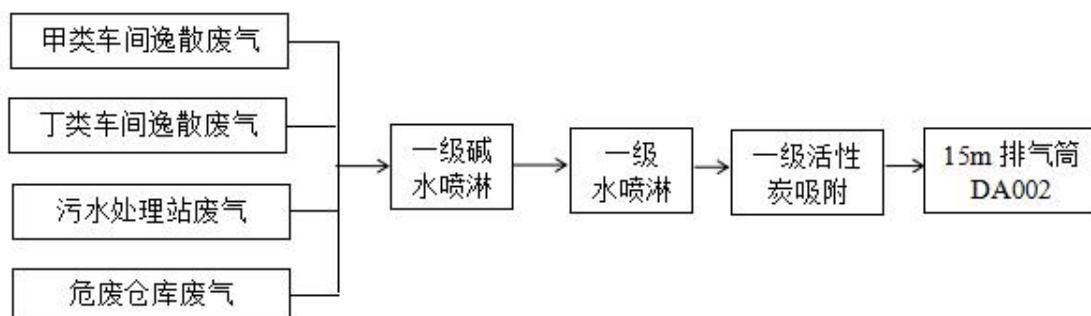 甲类车间逸散废气
丁类车间逸散废气
污水处理站废气
危废仓库废气
一级碱
水喷淋
一级
水喷淋
一级活性
炭吸附
15m 排气筒
DA002